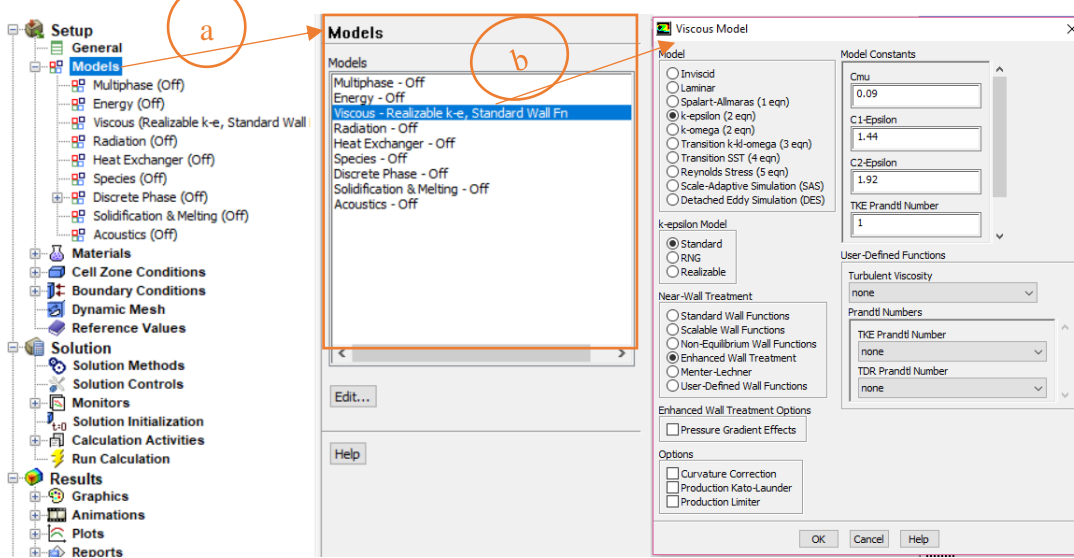 Setup
General
Models
Multiphase (Off)
Energy (Off)
Viscous (Realizable k-e, Standard Wall
Radiation (Off)
Heat Exchanger (Off)
Species (Off)
Discrete Phase (Off)
Solidification & Melting (Off)
Acoustics (Off)
Materials
Cell Zone Conditions
Boundary Conditions
Dynamic Mesh
Reference Values
Solution
Solution Methods
Solution Controls
Monitors
t=0 Solution Initialization
Calculation Activities
Run Calculation
Results
Graphics
Animations
Plots
Reports
a
Models
Models
Multiphase - Off
Energy - Off
Viscous - Realizable k-e, Standard Wall Fn
Radiation - Off
Heat Exchanger - Off
Species - Off
Discrete Phase - Off
Solidification & Melting - Off
Acoustics - Off
Edit...
Help
b
Viscous Model
Model
Inviscid
Laminar
Spalart-Allmaras (1 eqn)
k-epsilon (2 eqn)
k-omega (2 eqn)
Transition k-kl-omega (3 eqn)
Transition SST (4 eqn)
Reynolds Stress (5 eqn)
Scale-Adaptive Simulation (SAS)
Detached Eddy Simulation (DES)
k-epsilon Model
Standard
RNG
Realizable
Near-Wall Treatment
Standard Wall Functions
Scalable Wall Functions
Non-Equilibrium Wall Functions
Enhanced Wall Treatment
Menter-Lechner
User-Defined Wall Functions
Enhanced Wall Treatment Options
Pressure Gradient Effects
Options
Curvature Correction
Production Kato-Launder
Production Limiter
Model Constants
Cmu
0.09
C1-Epsilon
1.44
C2-Epsilon
1.92
TKE Prandtl Number
1
User-Defined Functions
Turbulent Viscosity
none
Prandtl Numbers
TKE Prandtl Number
none
TDR Prandtl Number
none
OK
Cancel
Help